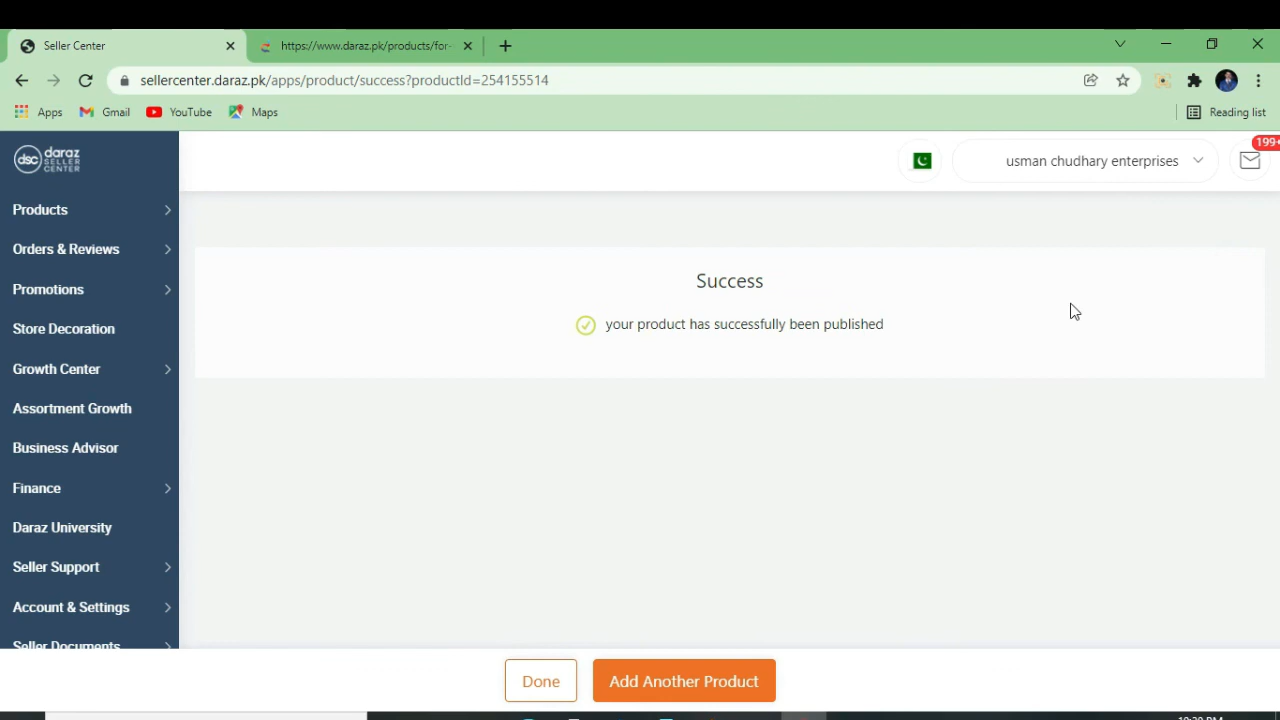 Seller Center
https://www.daraz.pk/products/for-
sellercenter.daraz.pk/apps/product/success?productId=254155514
Apps
Gmail
YouTube
Maps
Reading list
dsc daraz
SELLER
CENTER
usman chudhary enterprises
199+
Products
Orders & Reviews
Promotions
Store Decoration
Growth Center
Assortment Growth
Business Advisor
Finance
Daraz University
Seller Support
Account & Settings
Seller Documents
Success
your product has successfully been published
Done
Add Another Product